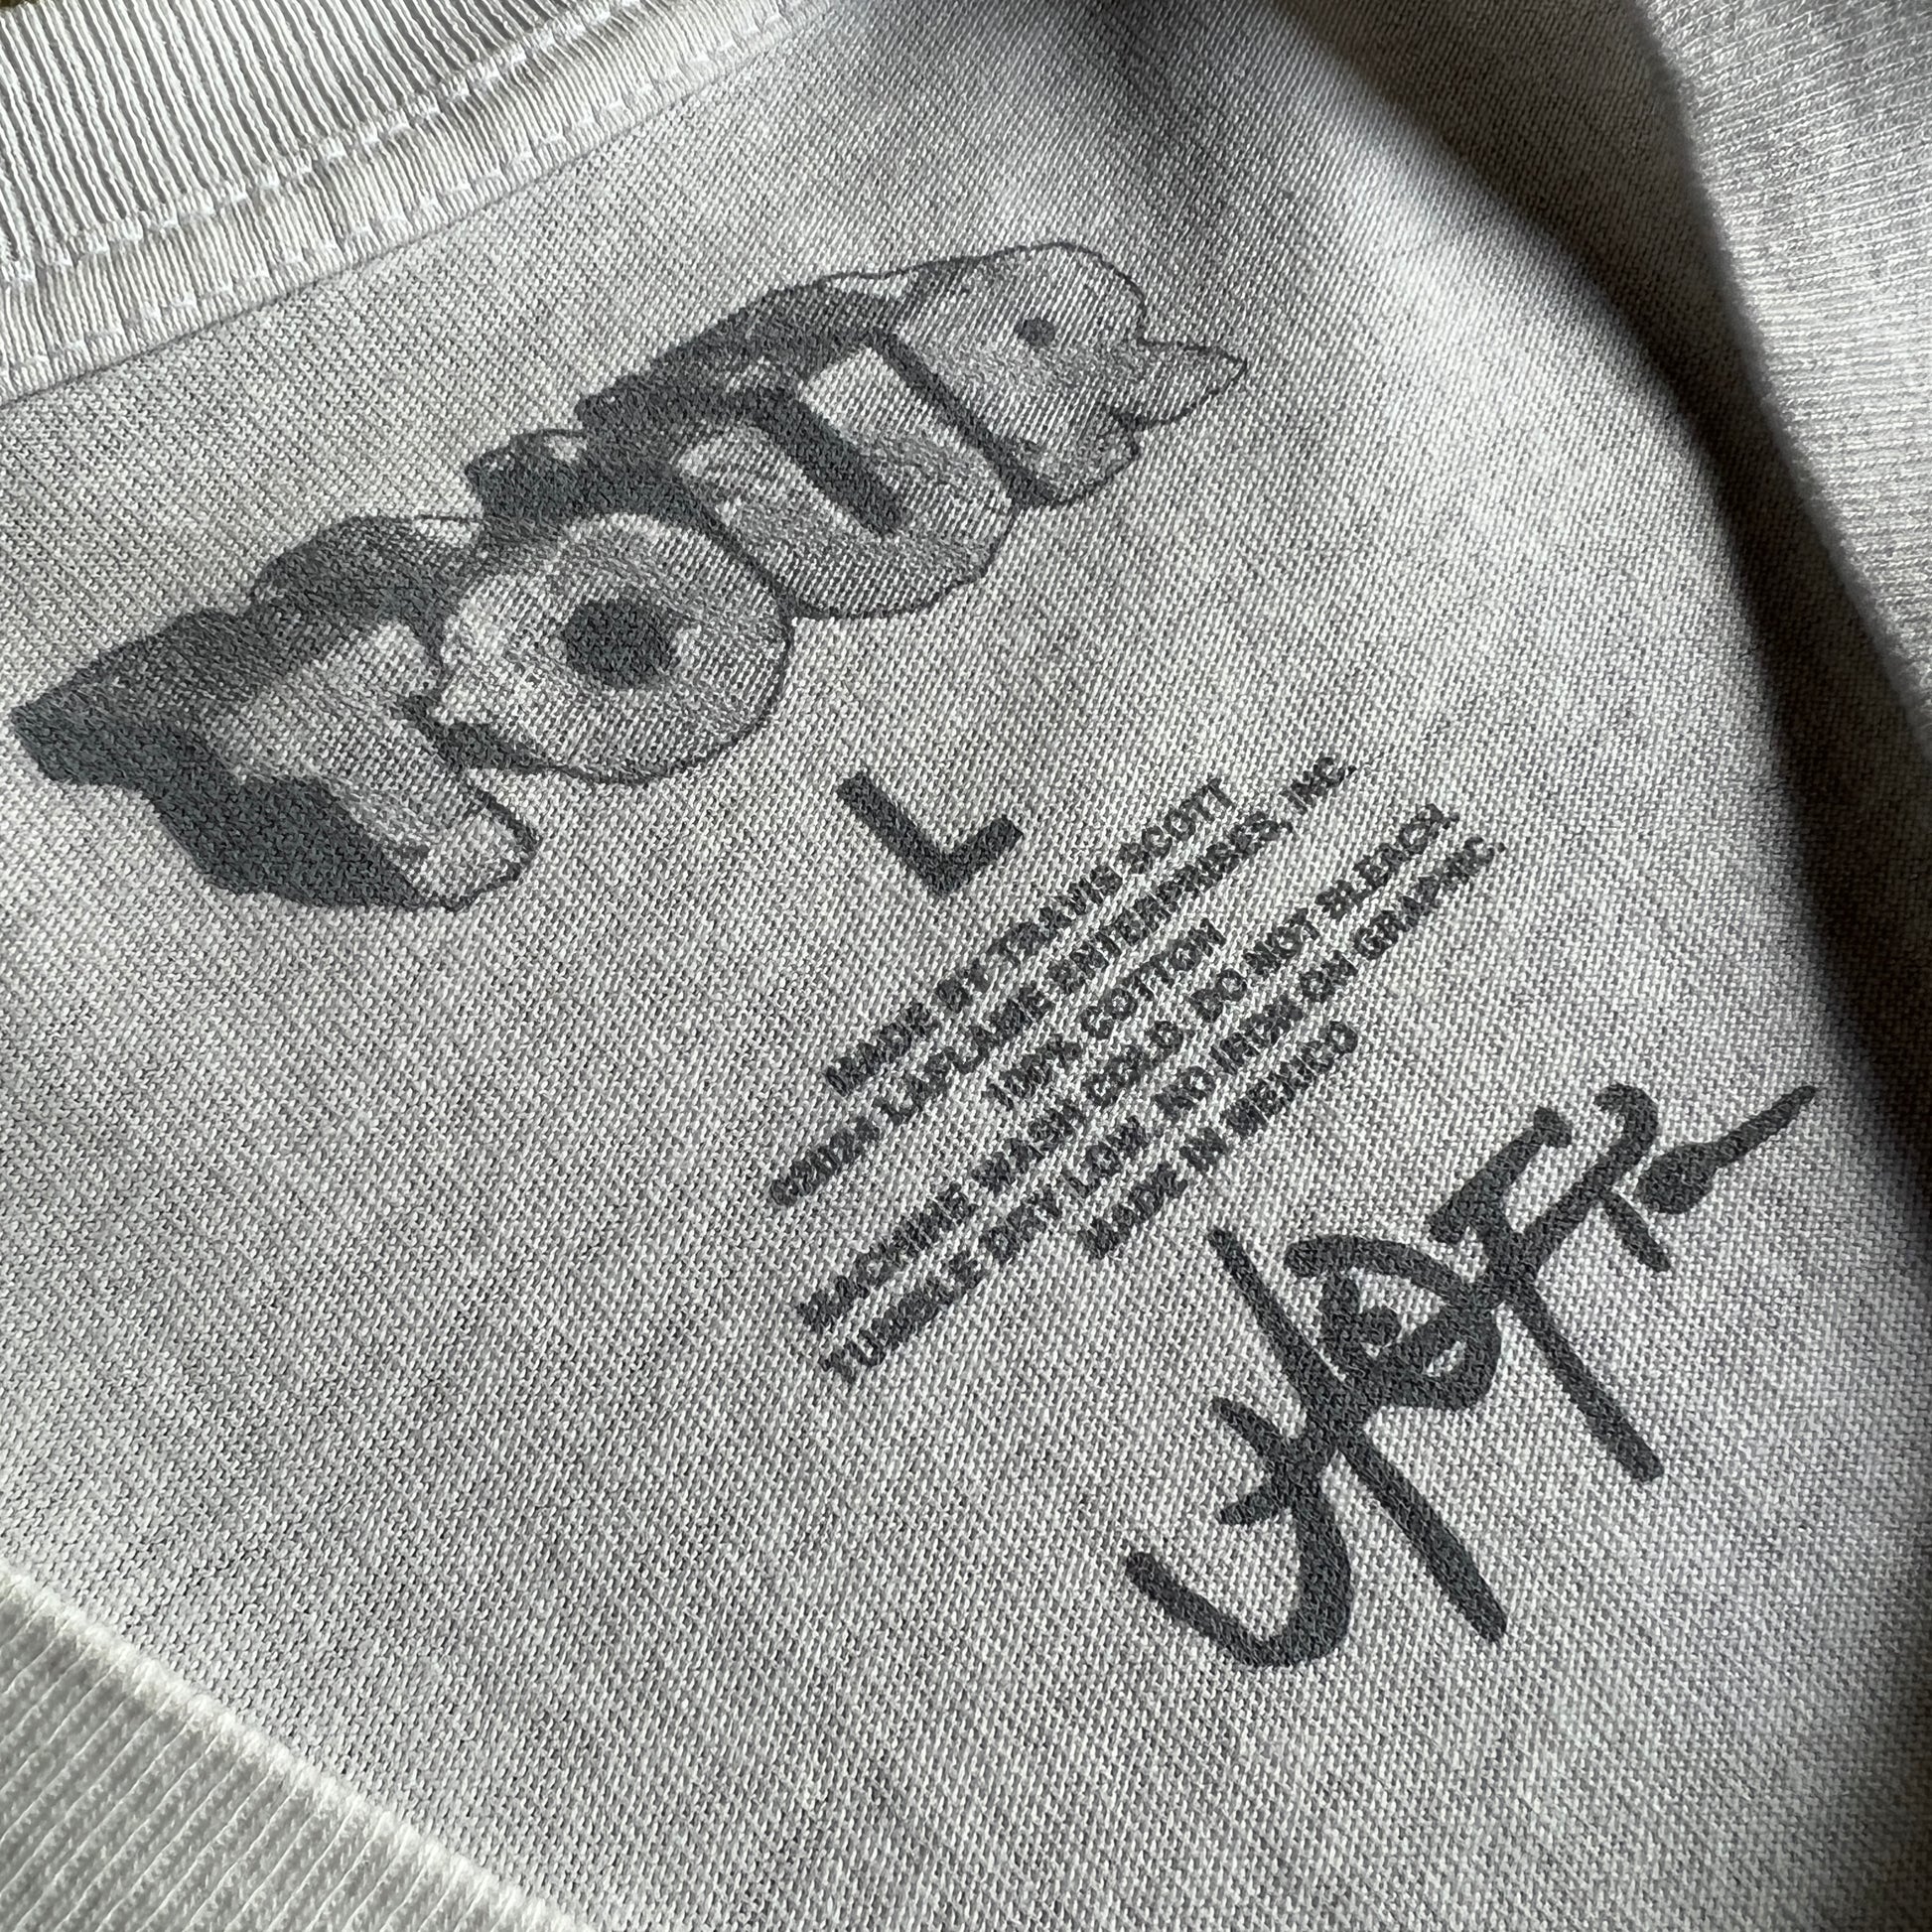 TOUR
L
MADE BY TRAVIS SCOTT
©2024 LAFLAME ENTERPRISES, INC.
100% COTTON
MACHINE WASH COLD DO NOT BLEACH
TUMBLE DRY LOW, NO IRON ON GRAPHIC.
MADE IN MEXICO